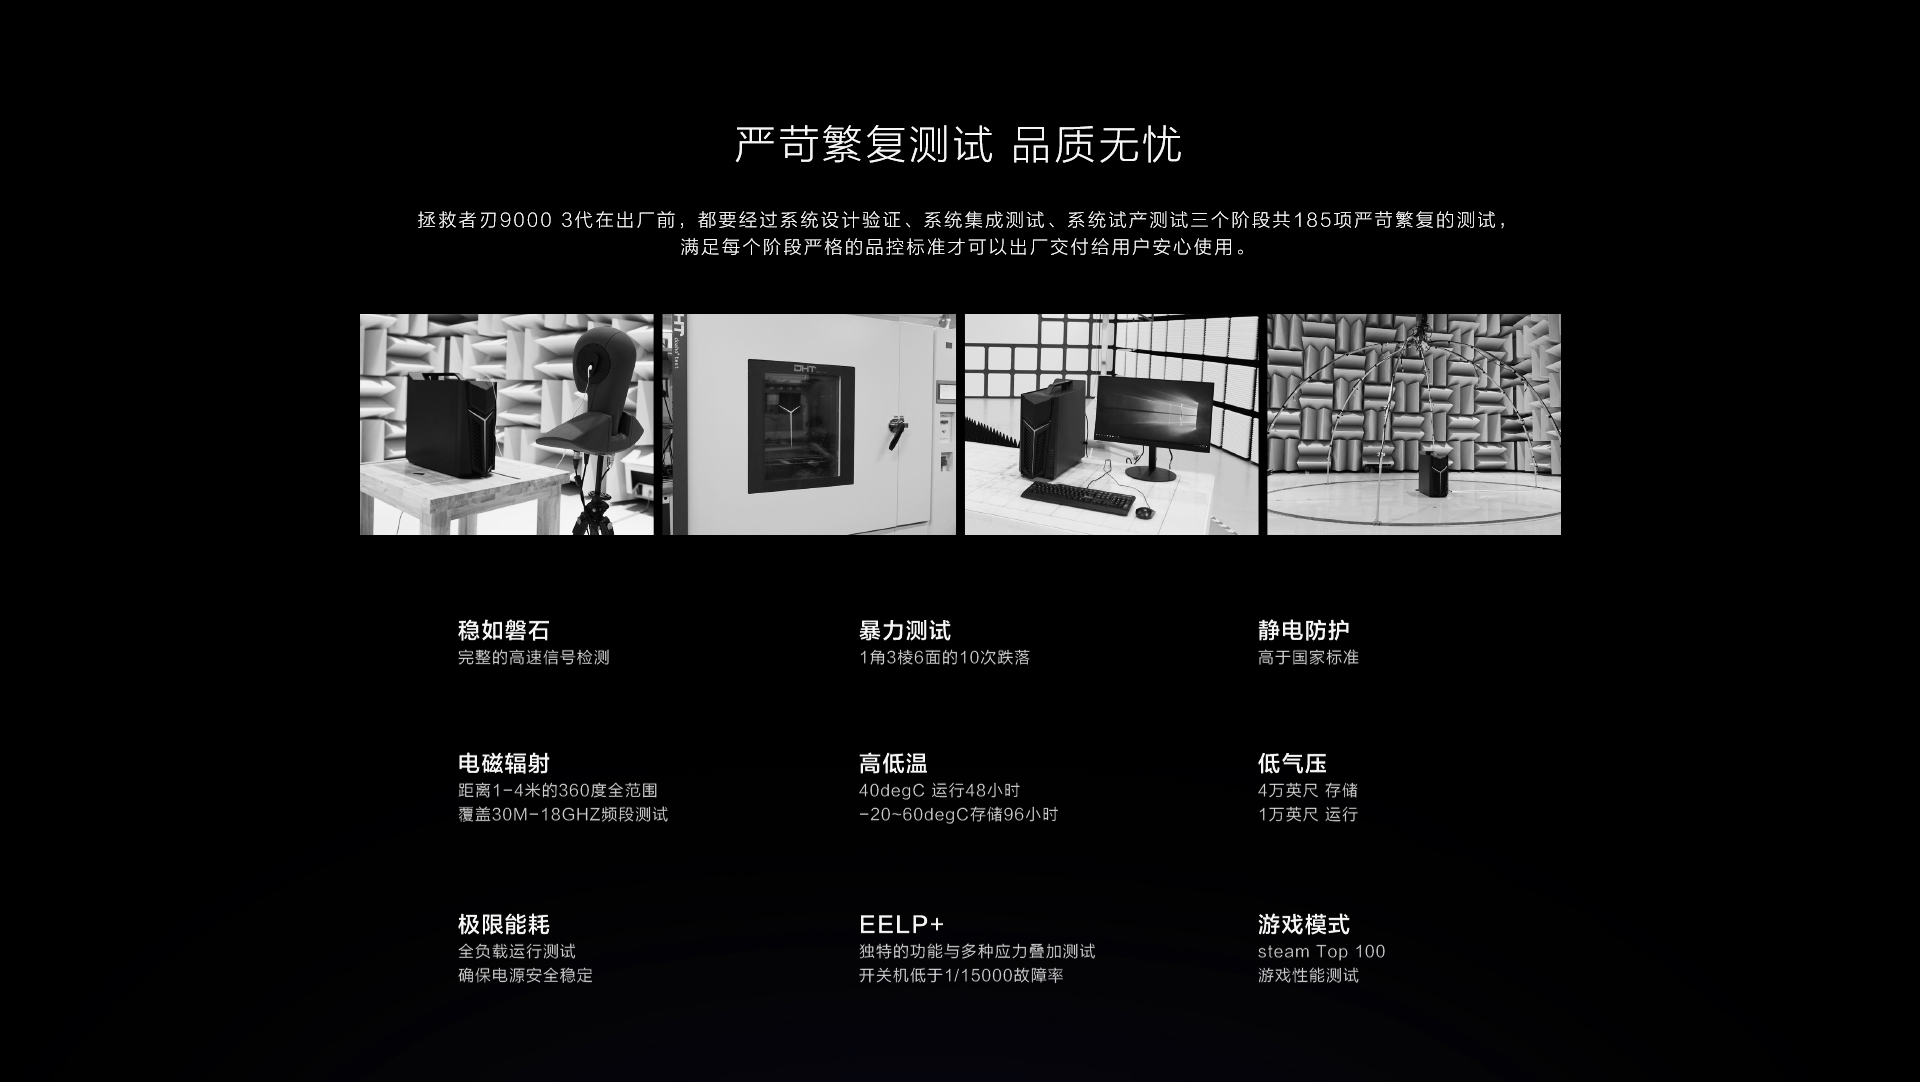 严苛繁复测试 品质无忧
拯救者刃9000 3代在出厂前，都要经过系统设计验证、系统集成测试、系统试产测试三个阶段共185项严苛繁复的测试，
满足每个阶段严格的品控标准才可以出厂交付给用户安心使用。
DHT
稳如磐石
完整的高速信号检测
暴力测试
1角3棱6面的10次跌落
静电防护
高于国家标准
电磁辐射
距离1-4米的360度全范围
覆盖30M-18GHZ频段测试
高低温
40degC 运行48小时
-20~60degC存储96小时
低气压
4万英尺 存储
1万英尺 运行
极限能耗
全负载运行测试
确保电源安全稳定
EELP+
独特的功能与多种应力叠加测试
开关机低于1/15000故障率
游戏模式
steam Top 100
游戏性能测试